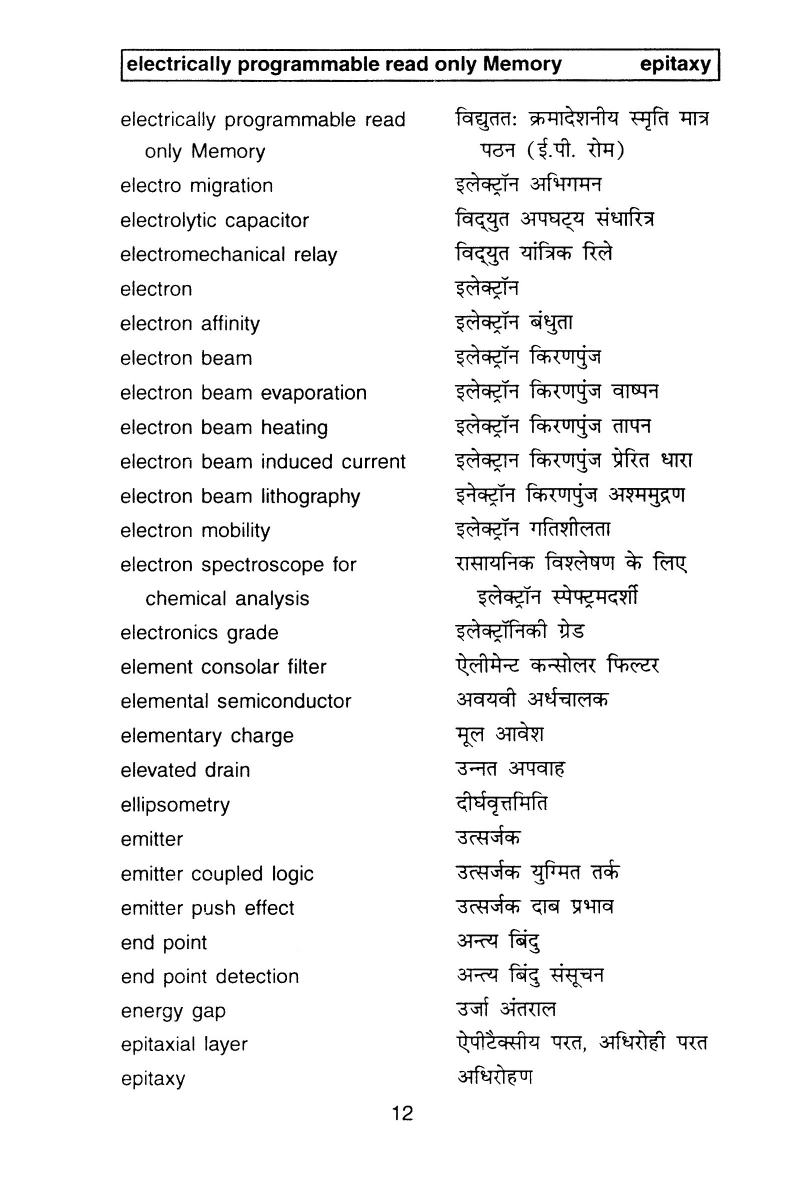 electrically programmable read only Memory epitaxy
electrically programmable read विद्युततः क्रमादेशनीय स्मृति मात्र
only Memory पठन (ई.पी. रोम)
electro migration इलेक्ट्रॉन अभिगमन
electrolytic capacitor विद्‌युत अपघट्‌य संधारित्र
electromechanical relay विद्‌युत यांत्रिक रिले
electron इलेक्ट्रॉन
electron affinity इलेक्ट्रॉन बंधुता
electron beam इलेक्ट्रॉन किरणपुंज
electron beam evaporation इलेक्ट्रॉन किरणपुंज वाष्पन
electron beam heating इलेक्ट्रॉन किरणपुंज तापन
electron beam induced current इलेक्ट्रान किरणपुंज प्रेरित धारा
electron beam lithography इनेक्ट्रॉन किरणपुंज अश्ममुद्रण
electron mobility इलेक्ट्रॉन गतिशीलता
electron spectroscope for रासायनिक विश्लेषण के लिए
chemical analysis इलेक्ट्रॉन स्पेक्ट्रमदर्शी
electronics grade इलेक्ट्रॉनिकी ग्रेड
element consolar filter ऐलीमेन्ट कन्सोलर फिल्टर
elemental semiconductor अवयवी अर्धचालक
elementary charge मूल आवेश
elevated drain उन्नत अपवाह
ellipsometry दीर्घवृत्तमिति
emitter उत्सर्जक
emitter coupled logic उत्सर्जक युग्मित तर्क
emitter push effect उत्सर्जक दाब प्रभाव
end point अन्त्य बिंदु
end point detection अन्त्य बिंदु संसूचन
energy gap उर्जा अंतराल
epitaxial layer ऐपीटैक्सीय परत, अधिरोही परत
epitaxy अधिरोहण
12